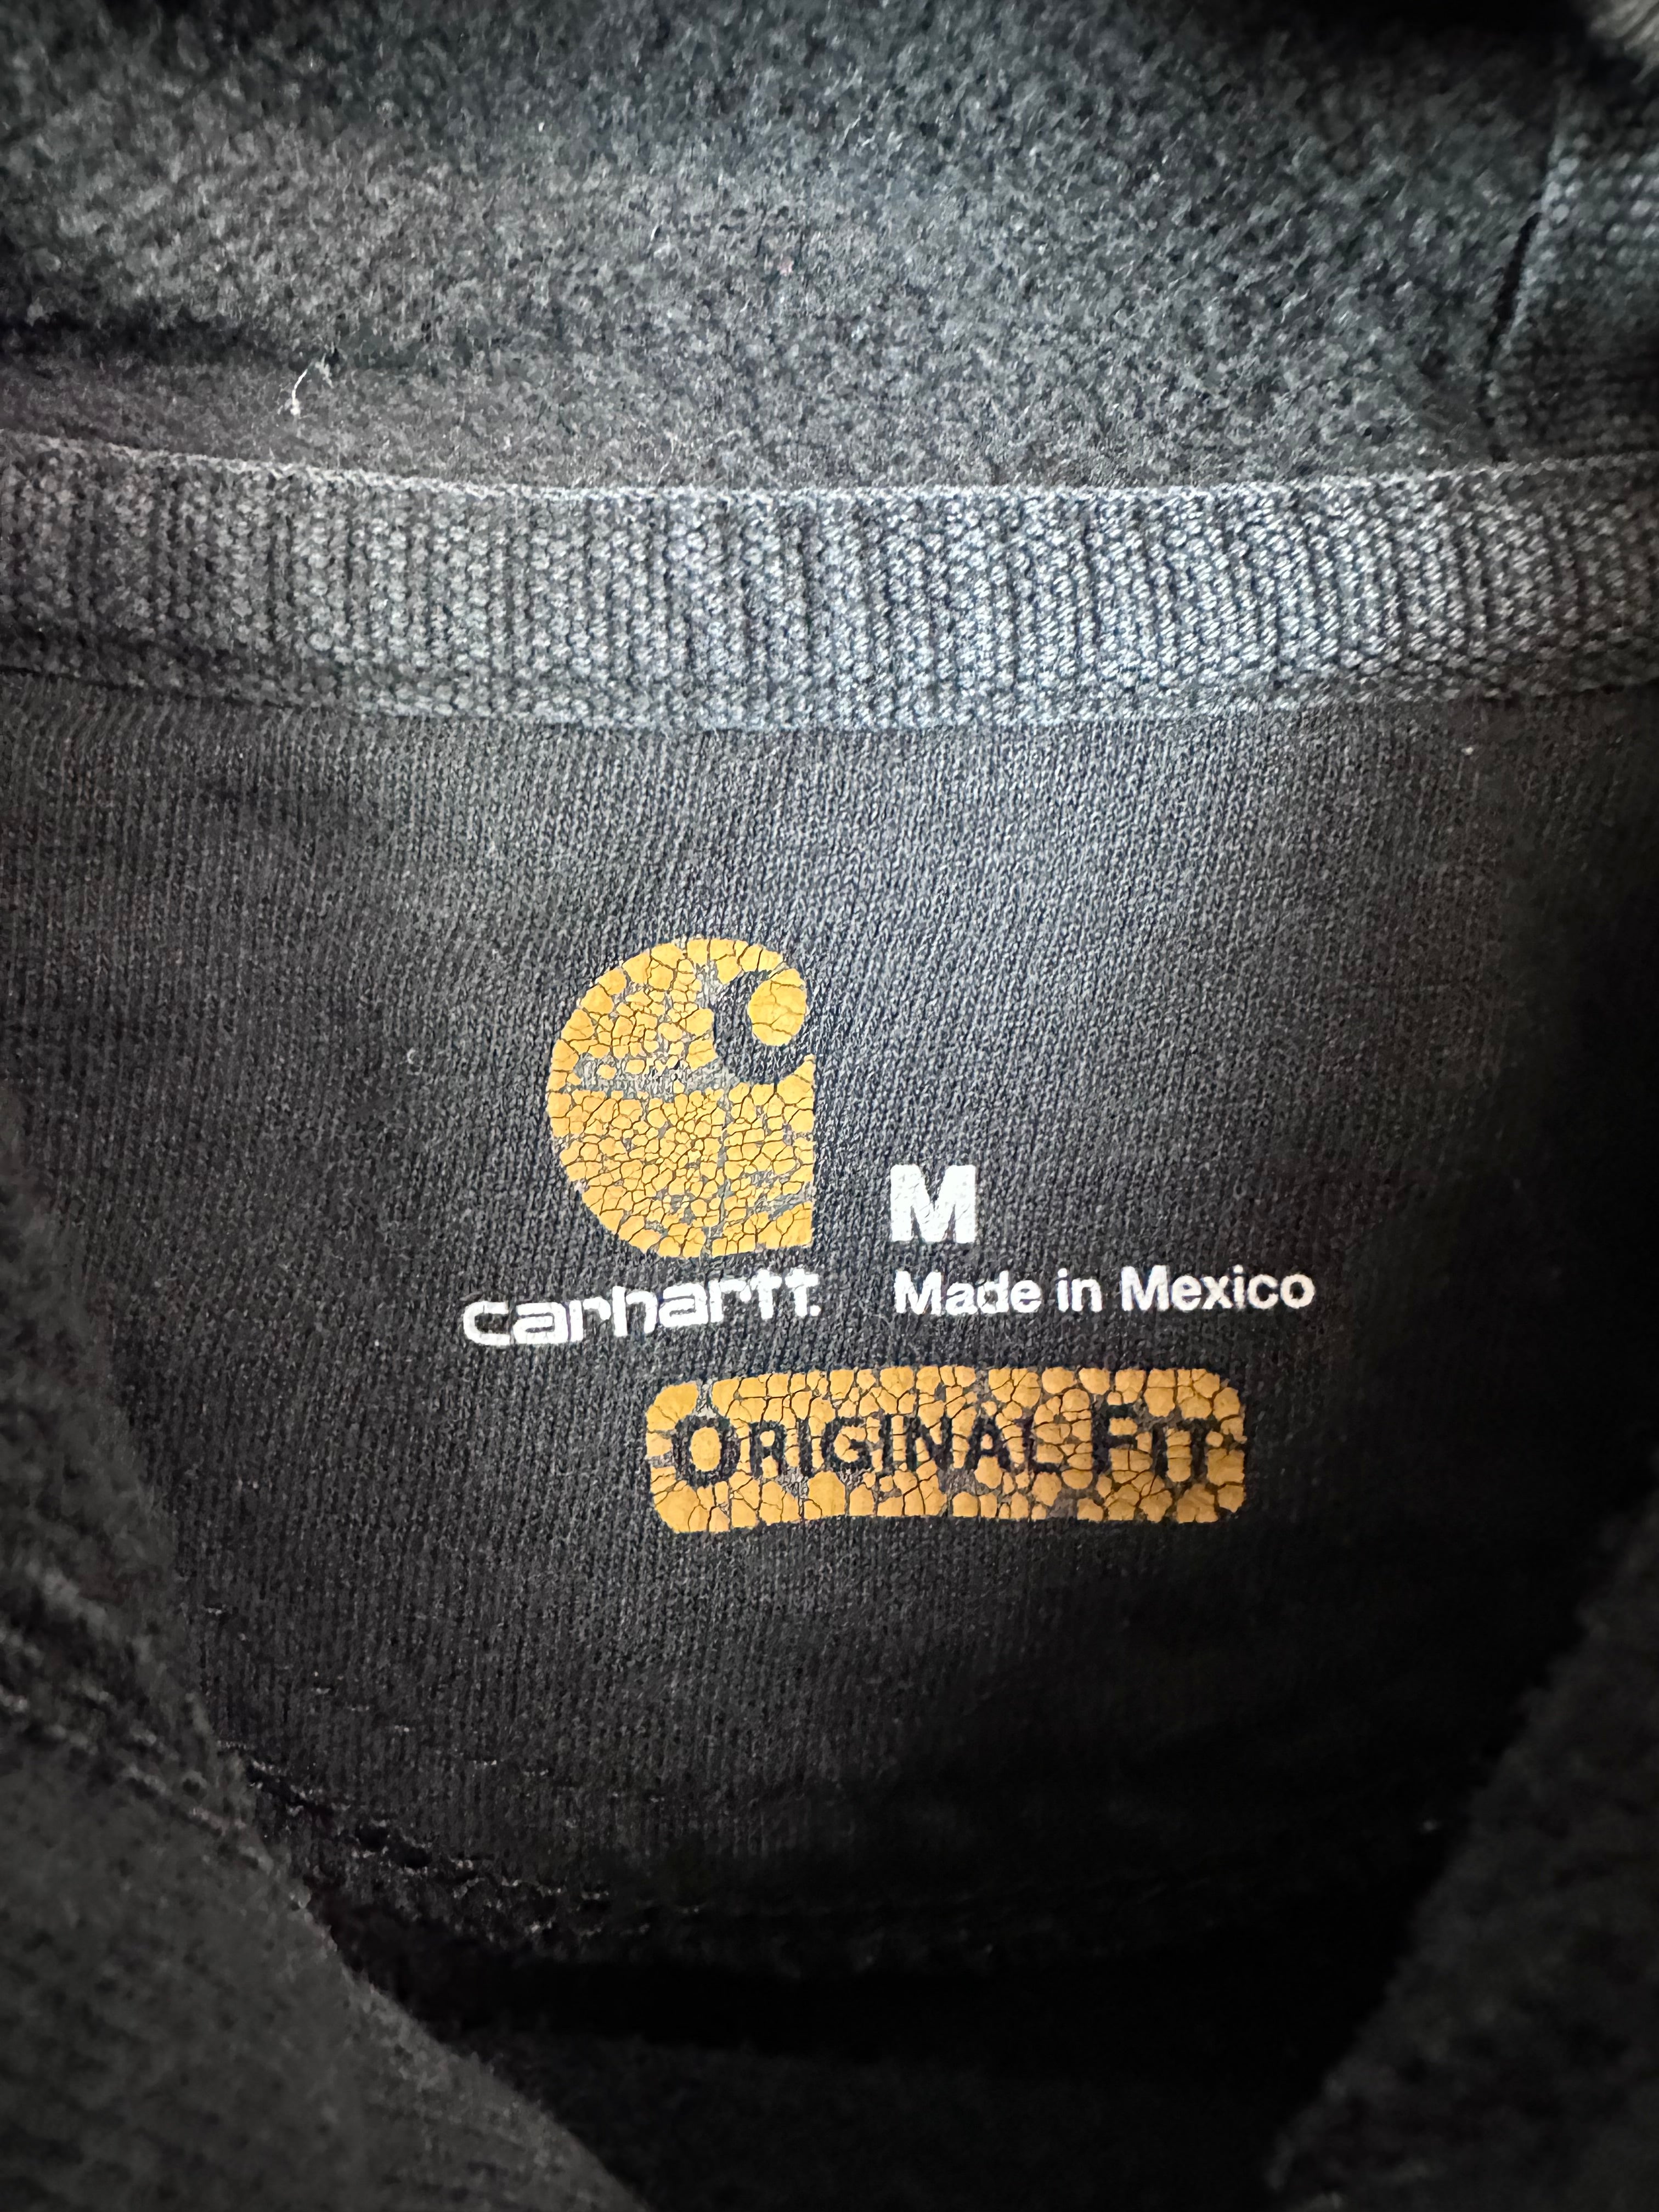 M
carhartt.
Made in Mexico
ORIGINAL FIT